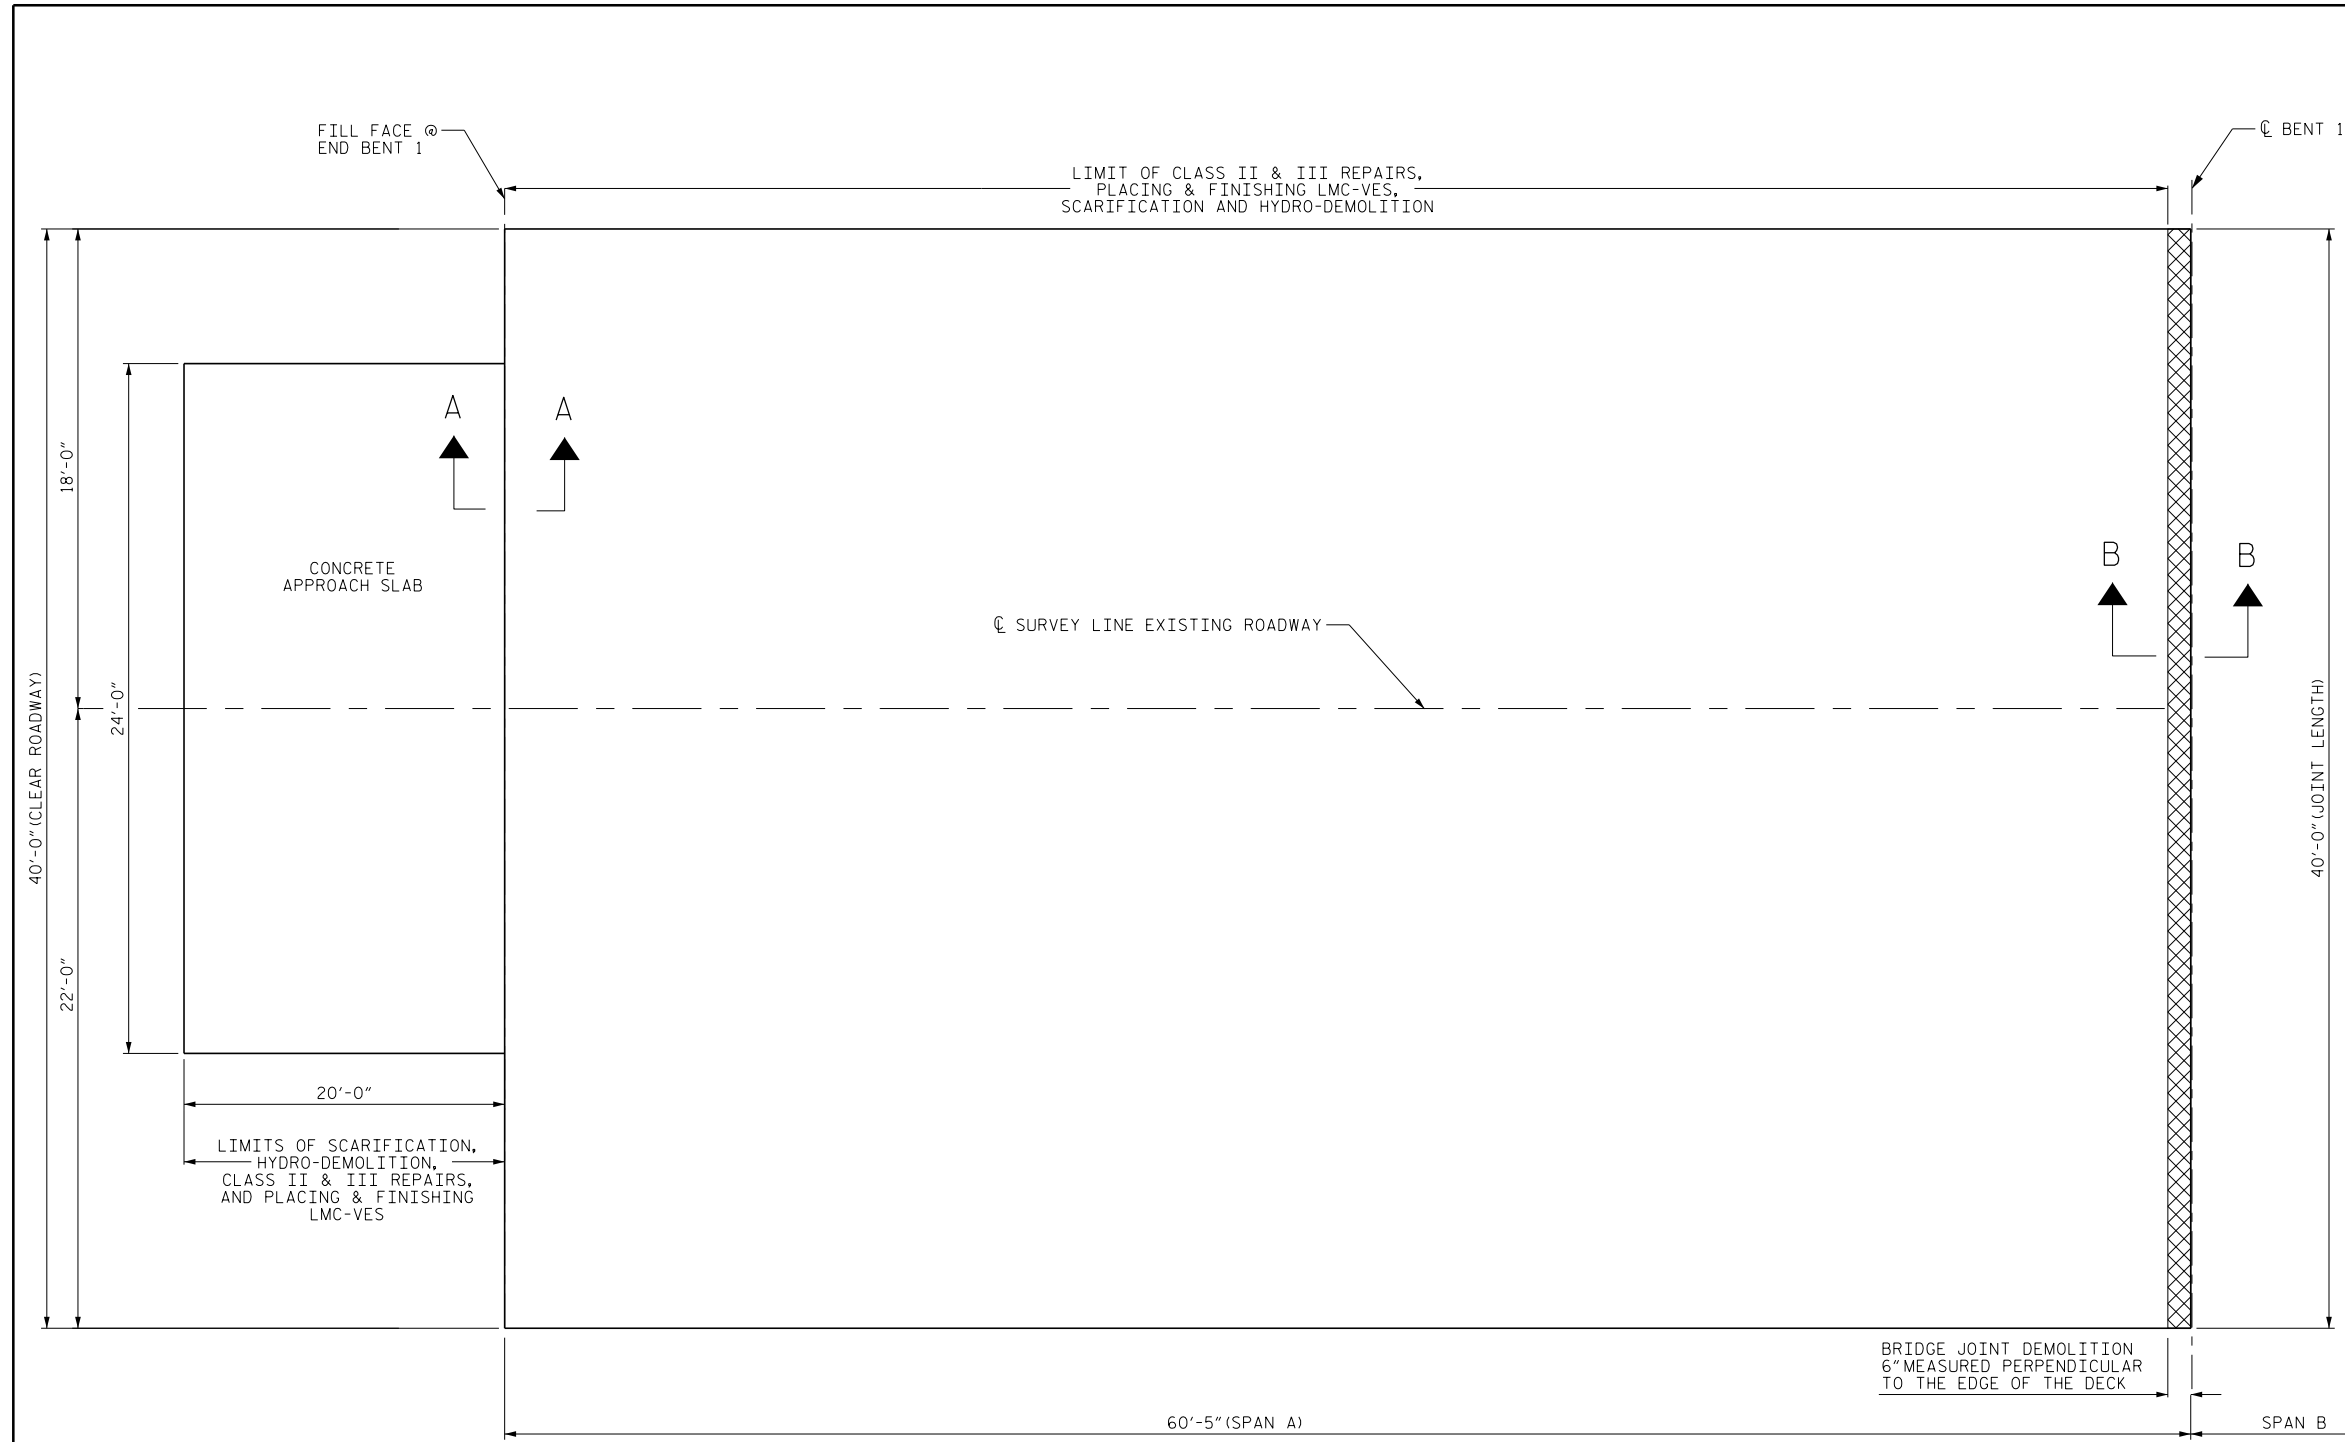 FILL FACE @
END BENT 1
℄ BENT 1
LIMIT OF CLASS II & III REPAIRS,
PLACING & FINISHING LMC-VES,
SCARIFICATION AND HYDRO-DEMOLITION
A
A
18'-0"
CONCRETE
APPROACH SLAB
B
B
℄ SURVEY LINE EXISTING ROADWAY
24'-0"
40'-0"(CLEAR ROADWAY)
40'-0"(JOINT LENGTH)
22'-0"
20'-0"
LIMITS OF SCARIFICATION,
HYDRO-DEMOLITION,
CLASS II & III REPAIRS,
AND PLACING & FINISHING
LMC-VES
BRIDGE JOINT DEMOLITION
6"MEASURED PERPENDICULAR
TO THE EDGE OF THE DECK
60'-5"(SPAN A)
SPAN B